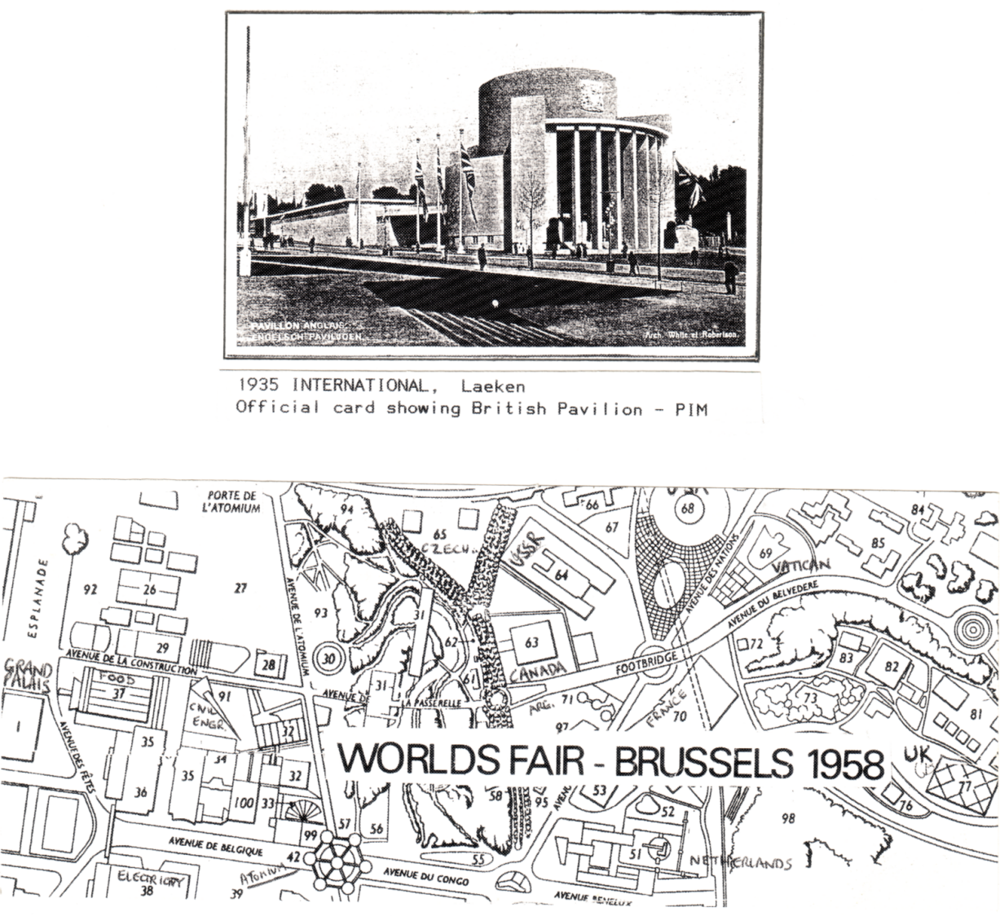 PAVILLON ANGLAIS.
ENGELSCH PAVILJOEN.
Arch. White et Robertson.
1935 INTERNATIONAL, Laeken
Official card showing British Pavilion - PIM
PORTE DE
L'ATOMIUM
94
65
CZECH.
66
67
68
84
85
USSR
64
69
VATICAN
AVENUE DES NATIONS
ESPLANADE
92
26
27
AVENUE DE L'ATOMIUM
93
31
62
63
AVENUE DU BELVEDERE
72
83
82
29
AVENUE DE LA CONSTRUCTION
28
30
61
CANADA
FOOTBRIDGE
GRAND
PALAIS
FOOD
37
91
CIVIL
ENGR.
31
AVENUE DE LA PASSERELLE
ARG.
71
97
FRANCE
70
73
81
1
AVENUE DES FÊTES
35
34
32
WORLDS FAIR - BRUSSELS 1958
UK
77
36
35
100
33
32
58
95
AVENUE
53
52
76
98
99
57
56
AVENUE DE BELGIQUE
42
ATOMIUM
55
51
NETHERLANDS
AVENUE DU CONGO
ELECTRICITY
38
39
AVENUE BENELUX